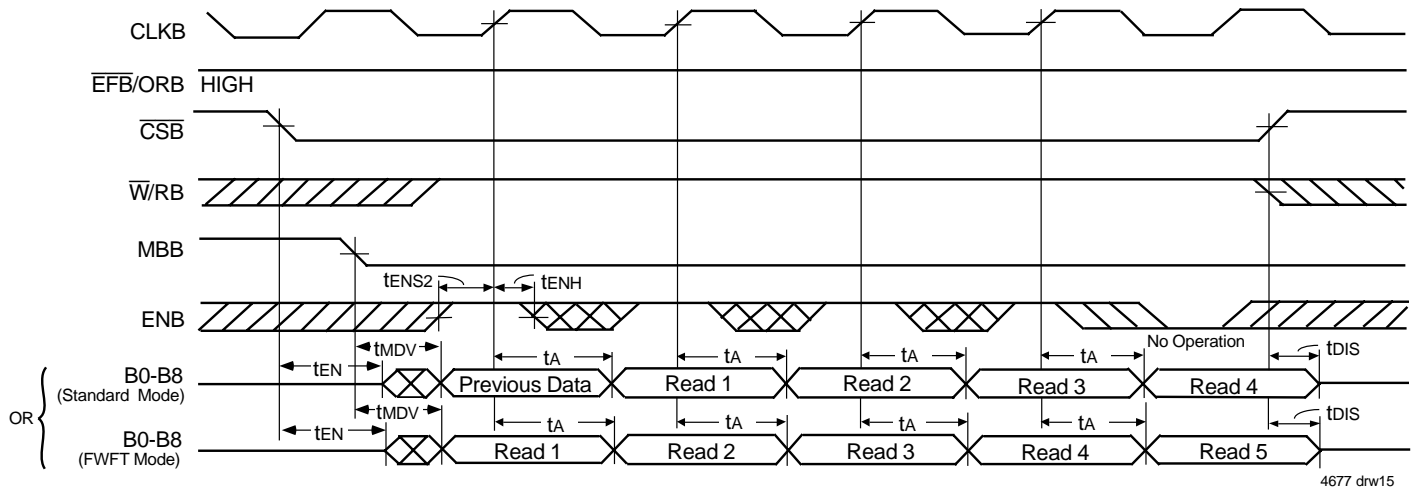 CLKB
EFB/ORB HIGH
CSB
W/RB
MBB
tENS2 tENH
ENB
No Operation
tMDV
tEN tA tA tA tA tDIS
B0-B8
(Standard Mode)
Previous Data Read 1 Read 2 Read 3 Read 4
OR
tMDV
tEN tA tA tA tA tDIS
B0-B8
(FWFT Mode)
Read 1 Read 2 Read 3 Read 4 Read 5
4677 drw15